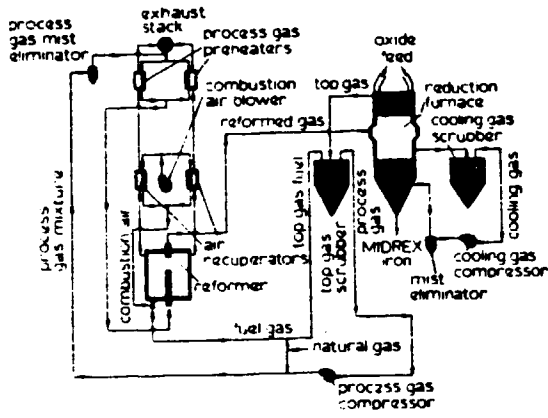 process
gas mist
eliminator
exhaust
stack
process gas
preheaters
combustion
air blower
reformed gas
top gas
oxide
feed
reduction
furnace
cooling gas
scrubber
process
gas mixture
combustion air
air
recuperators
reformer
top gas fuel
top gas
scrubber
process
gas
MIDREX
iron
cooling gas
cooling gas
compressor
mist
eliminator
fuel gas
natural gas
process gas
compressor